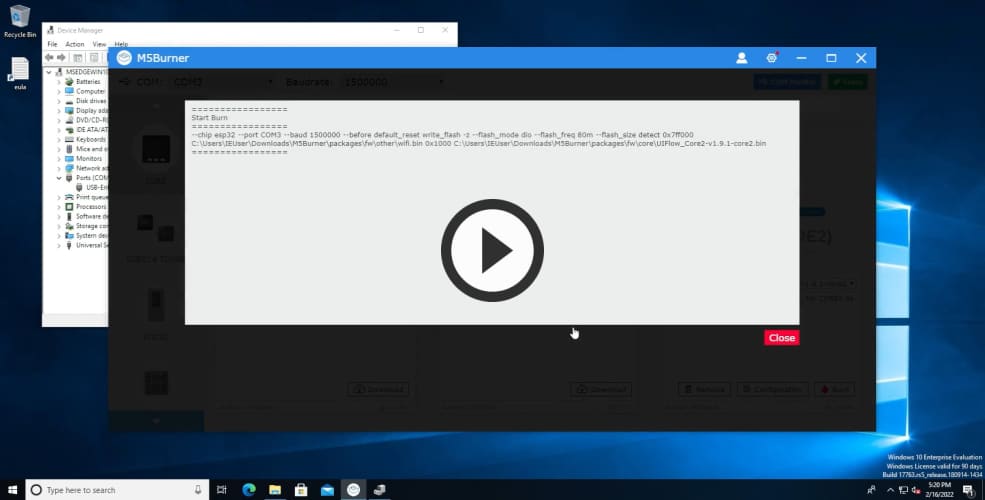 Recycle Bin
eula
Device Manager
File Action View Help
MSEDGEWIN10
Batteries
Computer
Disk drives
Display ada
DVD/CD-RO
IDE ATA/AT
Keyboards
Mice and o
Monitors
Network ad
Ports (COM
USB-En
Print queue
Processors
Software de
Storage con
System dev
Universal Se
M5Burner
COM: COM3 Baudrate: 1500000
=================
Start Burn
=================
--chip esp32 --port COM3 --baud 1500000 --before default_reset write_flash -z --flash_mode dio --flash_freq 80m --flash_size detect 0x7ff000
C:\Users\IEUser\Downloads\M5Burner\packages\fw\other\wifi.bin 0x1000 C:\Users\IEUser\Downloads\M5Burner\packages\fw\core\UIFlow_Core2-v1.9.1-core2.bin
=================
Close
Download
Download
Remove
Configuration
Burn
Windows 10 Enterprise Evaluation
Windows License valid for 90 days
Build 17763.rs5_release.180914-1434
Type here to search
5:20 PM
2/16/2022